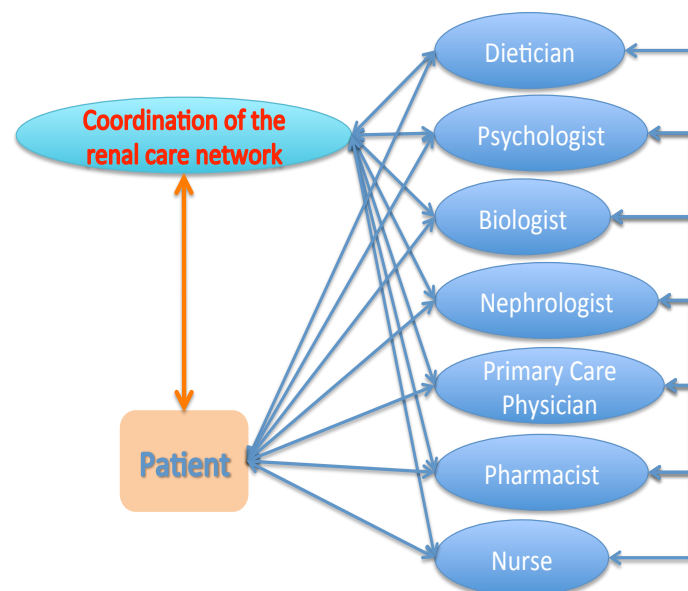 Dietician
Coordination of the
renal care network
Psychologist
Biologist
Nephrologist
Primary Care
Physician
Patient
Pharmacist
Nurse